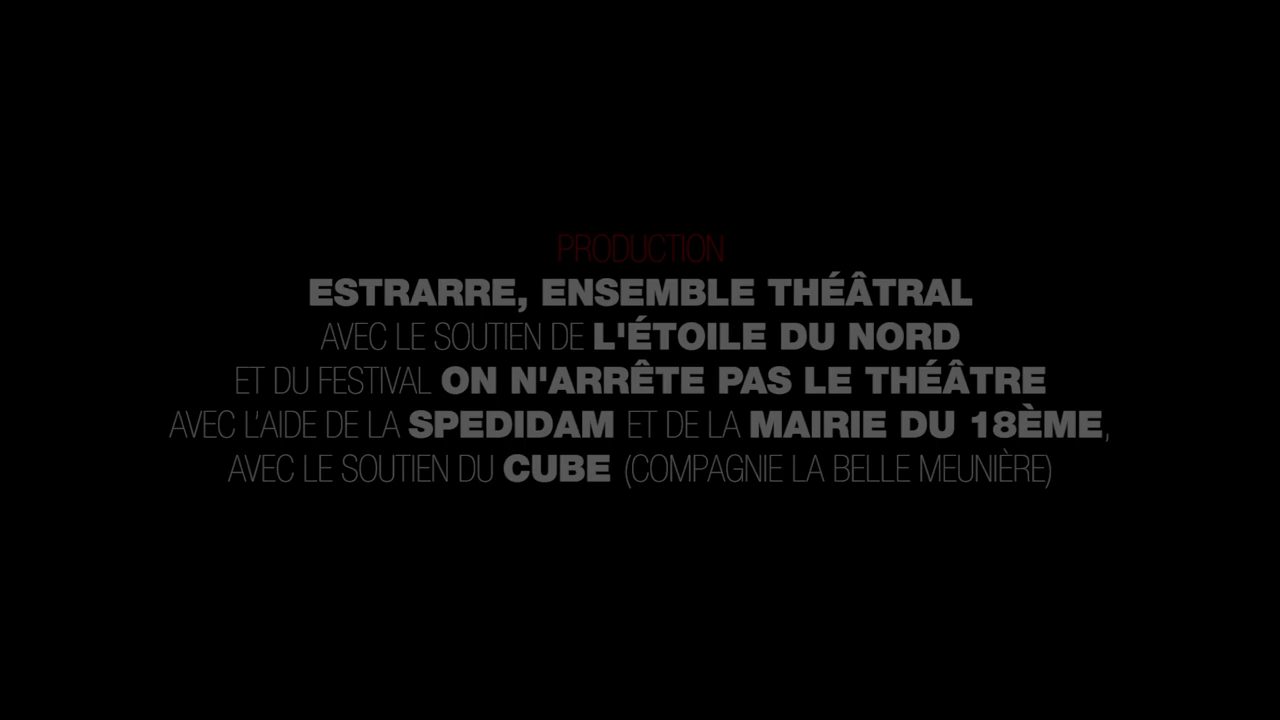 PRODUCTION
ESTRARRE, ENSEMBLE THÉÂTRAL
AVEC LE SOUTIEN DE L'ÉTOILE DU NORD
ET DU FESTIVAL ON N'ARRÊTE PAS LE THÉÂTRE
AVEC L’AIDE DE LA SPEDIDAM ET DE LA MAIRIE DU 18ÈME,
AVEC LE SOUTIEN DU CUBE (COMPAGNIE LA BELLE MEUNIÈRE)